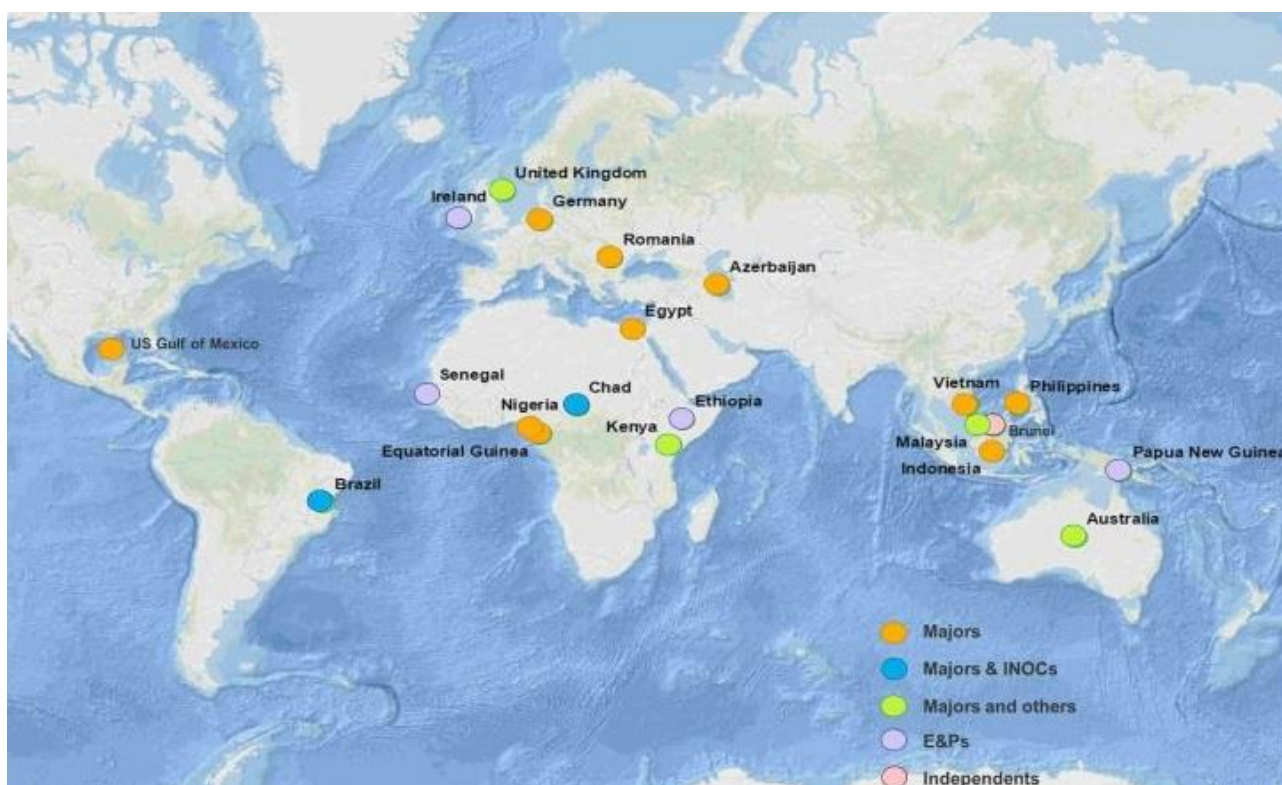 United Kingdom
Ireland
Germany
Romania
Azerbaijan
Egypt
US Gulf of Mexico
Senegal
Chad
Nigeria
Ethiopia
Kenya
Equatorial Guinea
Vietnam
Philippines
Brunei
Malaysia
Indonesia
Papua New Guinea
Brazil
Australia
Majors
Majors & INOCs
Majors and others
E&Ps
Independents